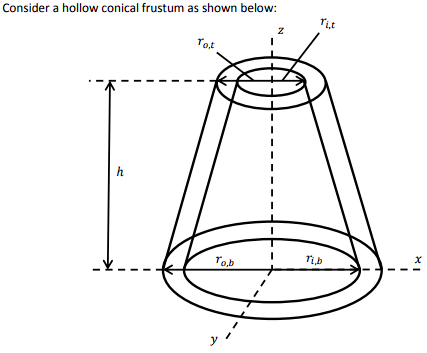 Consider a hollow conical frustum as shown below:
z
r_{i,t}
r_{o,t}
h
r_{o,b}
r_{i,b}
x
y